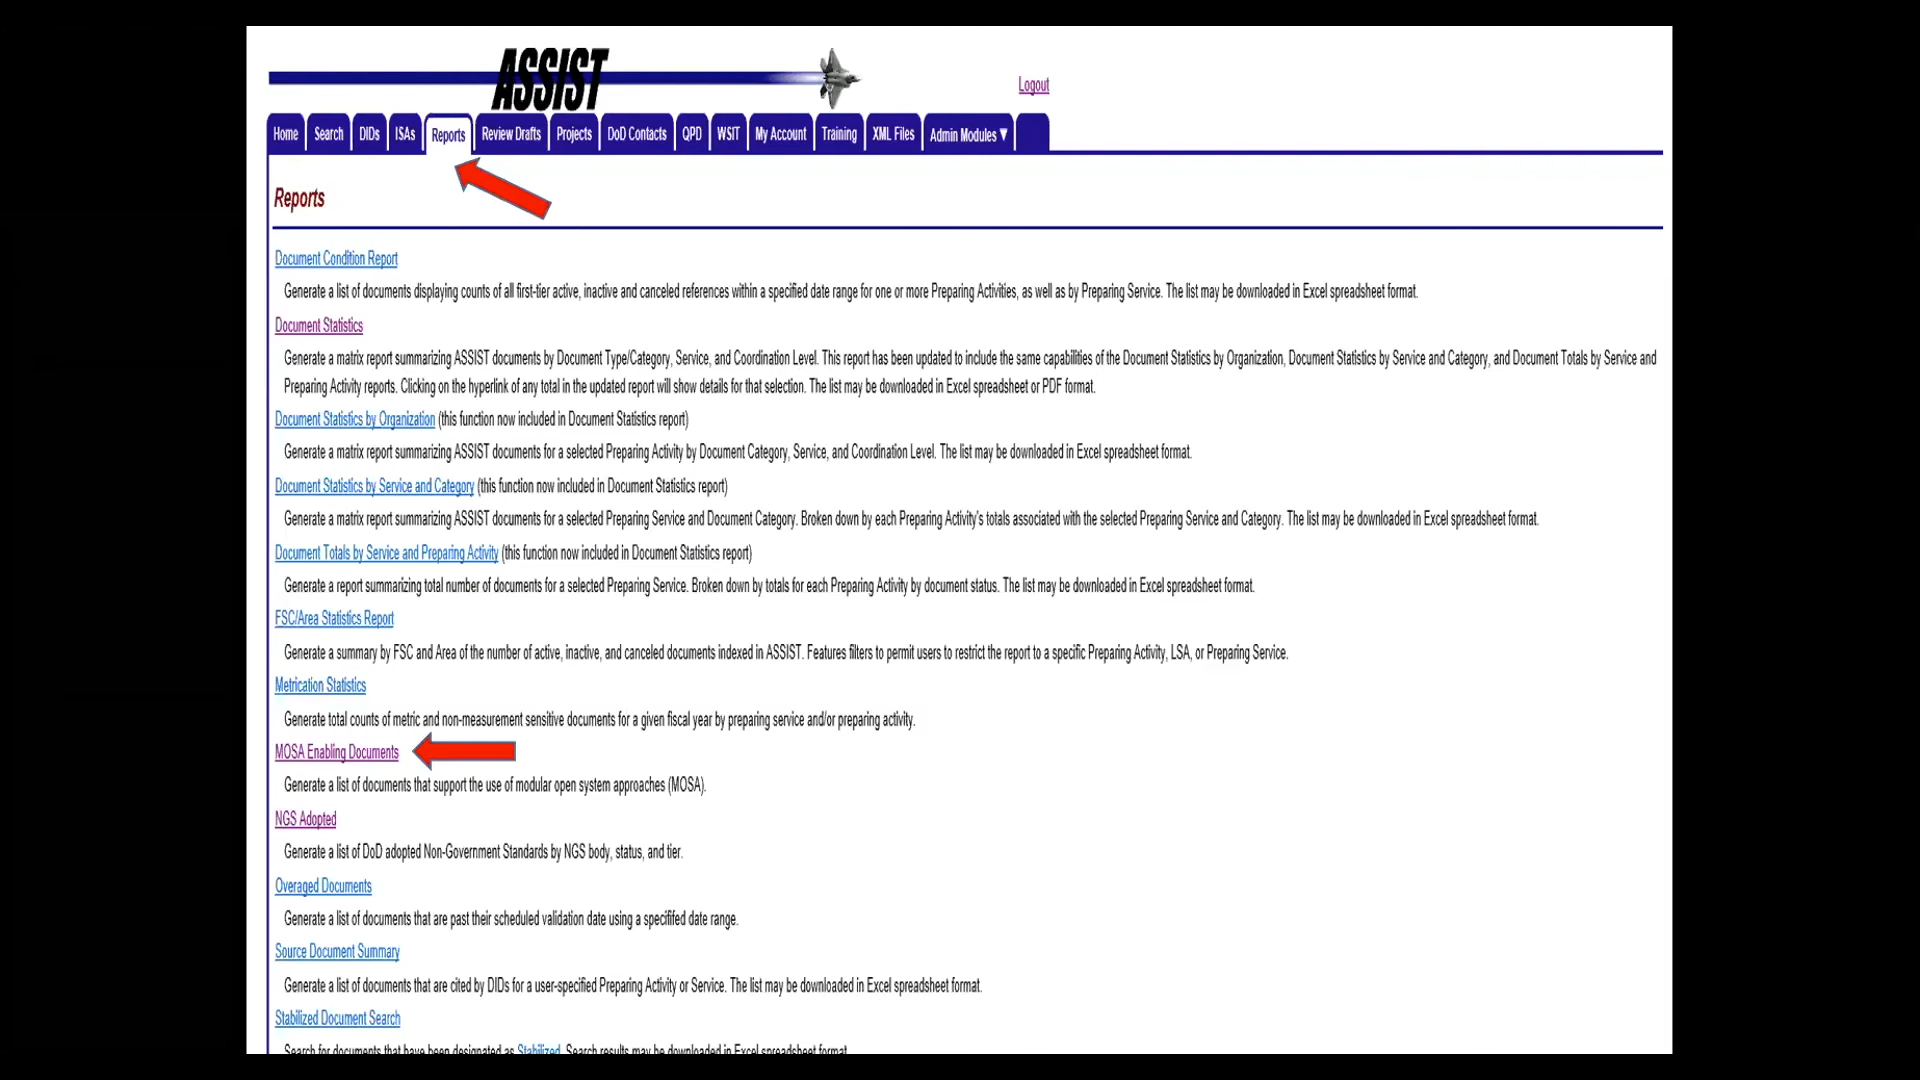 ASSIST
Logout
Home Search DIDs ISAs Reports Review Drafts Projects DoD Contacts QPD WSIT My Account Training XML Files Admin Modules ▼
Reports
Document Condition Report
Generate a list of documents displaying counts of all first-tier active, inactive and canceled references within a specified date range for one or more Preparing Activities, as well as by Preparing Service. The list may be downloaded in Excel spreadsheet format.
Document Statistics
Generate a matrix report summarizing ASSIST documents by Document Type/Category, Service, and Coordination Level. This report has been updated to include the same capabilities of the Document Statistics by Organization, Document Statistics by Service and Category, and Document Totals by Service and
Preparing Activity reports. Clicking on the hyperlink of any total in the updated report will show details for that selection. The list may be downloaded in Excel spreadsheet or PDF format.
Document Statistics by Organization (this function now included in Document Statistics report)
Generate a matrix report summarizing ASSIST documents for a selected Preparing Activity by Document Category, Service, and Coordination Level. The list may be downloaded in Excel spreadsheet format.
Document Statistics by Service and Category (this function now included in Document Statistics report)
Generate a matrix report summarizing ASSIST documents for a selected Preparing Service and Document Category. Broken down by each Preparing Activity's totals associated with the selected Preparing Service and Category. The list may be downloaded in Excel spreadsheet format.
Document Totals by Service and Preparing Activity (this function now included in Document Statistics report)
Generate a report summarizing total number of documents for a selected Preparing Service. Broken down by totals for each Preparing Activity by document status. The list may be downloaded in Excel spreadsheet format.
FSC/Area Statistics Report
Generate a summary by FSC and Area of the number of active, inactive, and canceled documents indexed in ASSIST. Features filters to permit users to restrict the report to a specific Preparing Activity, LSA, or Preparing Service.
Metrication Statistics
Generate total counts of metric and non-measurement sensitive documents for a given fiscal year by preparing service and/or preparing activity.
MOSA Enabling Documents
Generate a list of documents that support the use of modular open system approaches (MOSA).
NGS Adopted
Generate a list of DoD adopted Non-Government Standards by NGS body, status, and tier.
Overaged Documents
Generate a list of documents that are past their scheduled validation date using a specififed date range.
Source Document Summary
Generate a list of documents that are cited by DIDs for a user-specified Preparing Activity or Service. The list may be downloaded in Excel spreadsheet format.
Stabilized Document Search
Search for documents that have been designated as Stabilized. Search results may be downloaded in Excel spreadsheet format.